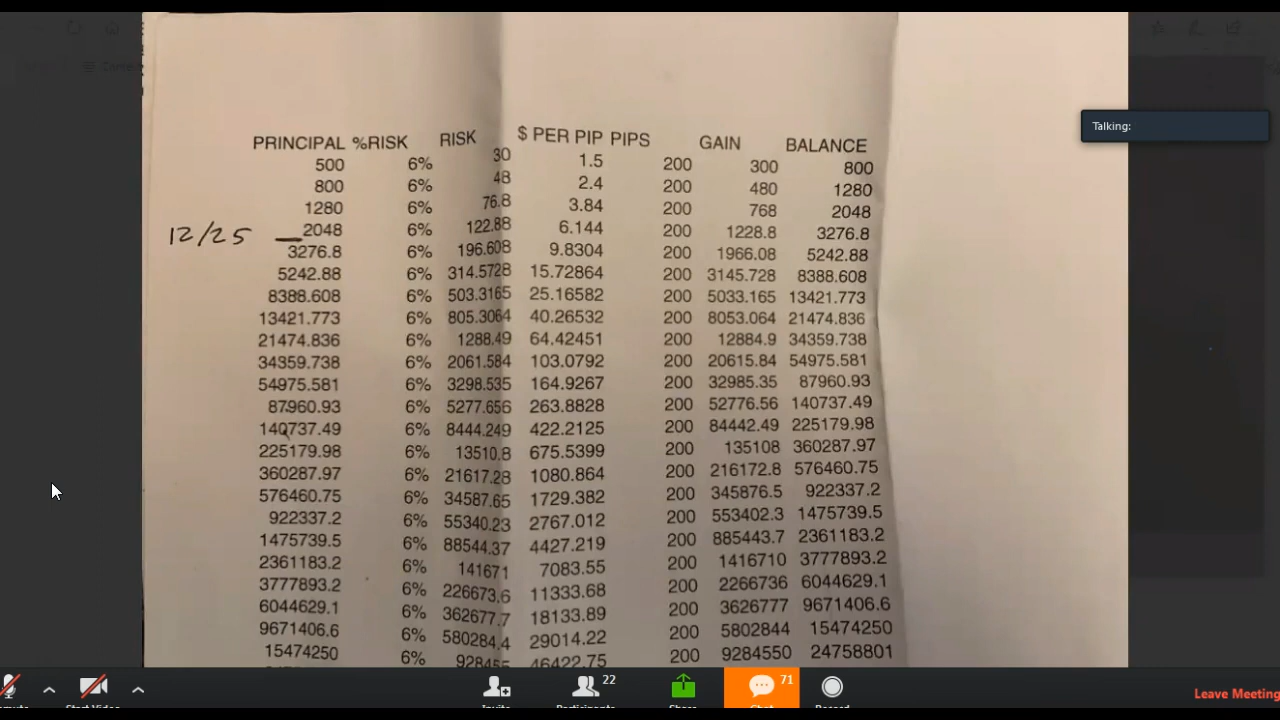 Talking:
PRINCIPAL %RISK RISK $ PER PIP PIPS GAIN BALANCE
500 6% 30 1.5 200 300 800
800 6% 48 2.4 200 480 1280
1280 6% 76.8 3.84 200 768 2048
12/25 2048 6% 122.88 6.144 200 1228.8 3276.8
3276.8 6% 196.608 9.8304 200 1966.08 5242.88
5242.88 6% 314.5728 15.72864 200 3145.728 8388.608
8388.608 6% 503.3165 25.16582 200 5033.165 13421.773
13421.773 6% 805.3064 40.26532 200 8053.064 21474.836
21474.836 6% 1288.49 64.42451 200 12884.9 34359.738
34359.738 6% 2061.584 103.0792 200 20615.84 54975.581
54975.581 6% 3298.535 164.9267 200 32985.35 87960.93
87960.93 6% 5277.656 263.8828 200 52776.56 140737.49
140737.49 6% 8444.249 422.2125 200 84442.49 225179.98
225179.98 6% 13510.8 675.5399 200 135108 360287.97
360287.97 6% 21617.28 1080.864 200 216172.8 576460.75
576460.75 6% 34587.65 1729.382 200 345876.5 922337.2
922337.2 6% 55340.23 2767.012 200 553402.3 1475739.5
1475739.5 6% 88544.37 4427.219 200 885443.7 2361183.2
2361183.2 6% 141671 7083.55 200 1416710 3777893.2
3777893.2 6% 226673.6 11333.68 200 2266736 6044629.1
6044629.1 6% 362677.7 18133.89 200 3626777 9671406.6
9671406.6 6% 580284.4 29014.22 200 5802844 15474250
15474250 6% 928455 46422.75 200 9284550 24758801
22 71
Leave Meeting